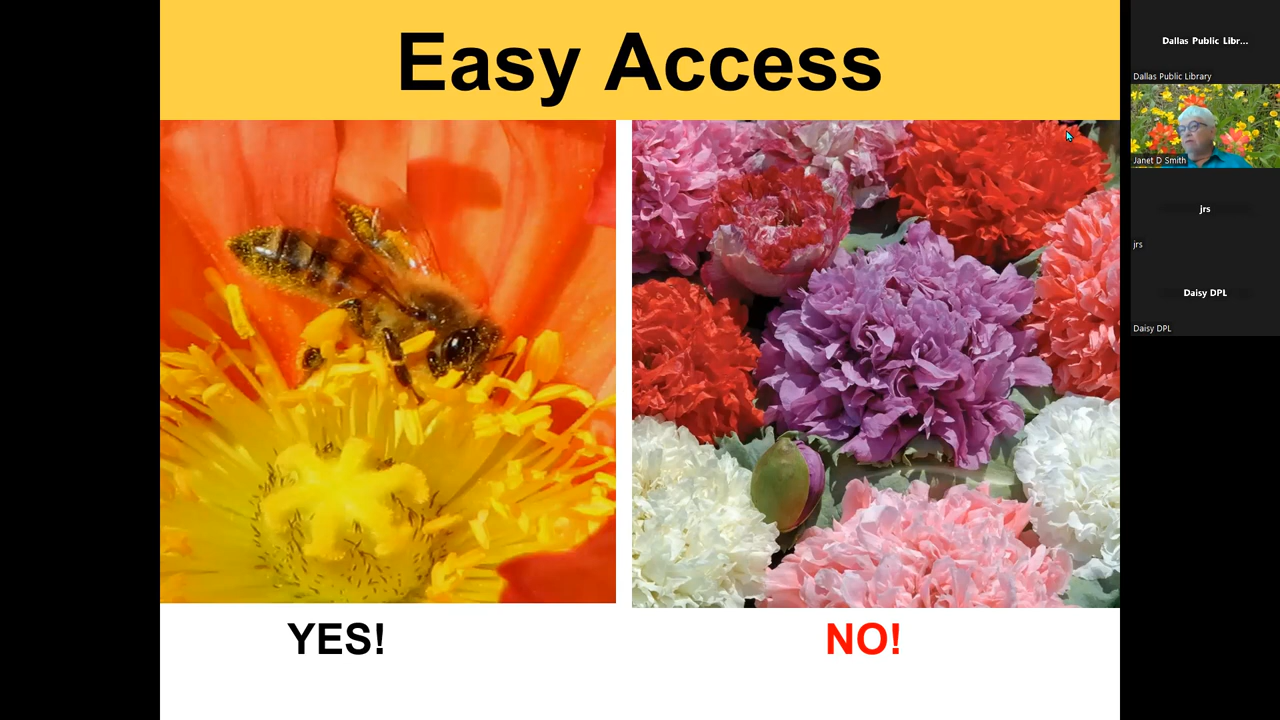 Easy Access
YES!
NO!
Dallas Public Libr...
Dallas Public Library
Janet D Smith
jrs
jrs
Daisy DPL
Daisy DPL